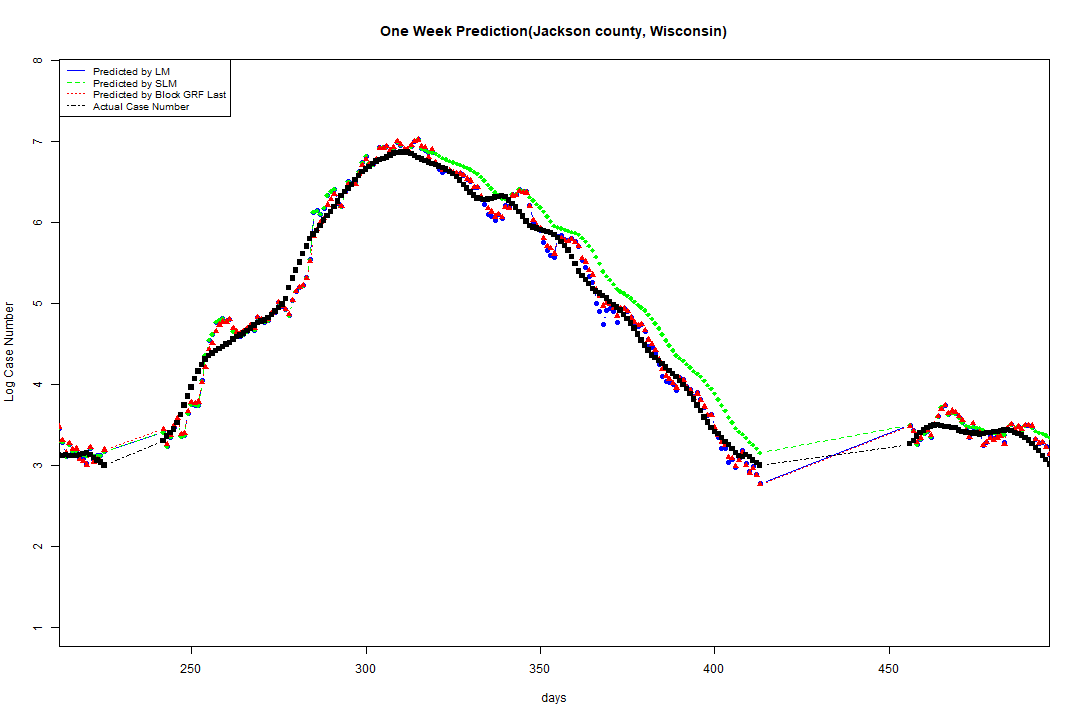 One Week Prediction(Jackson county, Wisconsin)
Predicted by LM
Predicted by SLM
Predicted by Block GRF Last
Actual Case Number
8
7
6
5
4
3
2
1
Log Case Number
250 300 350 400 450
days